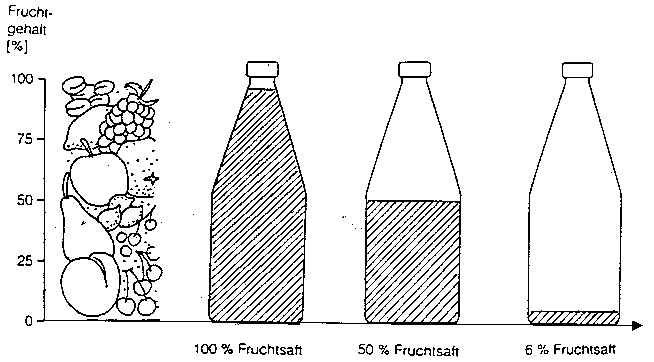 Frucht-
gehalt
[%]
100
75
50
25
0
100 % Fruchtsaft
50 % Fruchtsaft
6 % Fruchtsaft